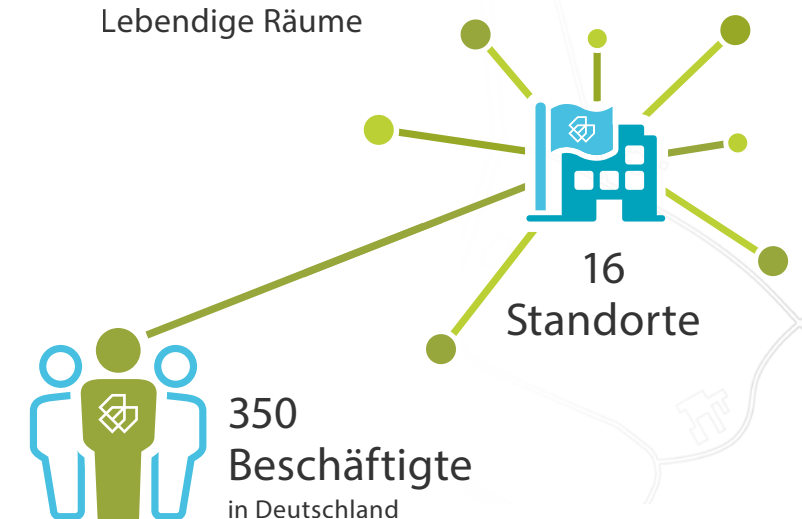 Lebendige Räume
16
Standorte
350
Beschäftigte
in Deutschland